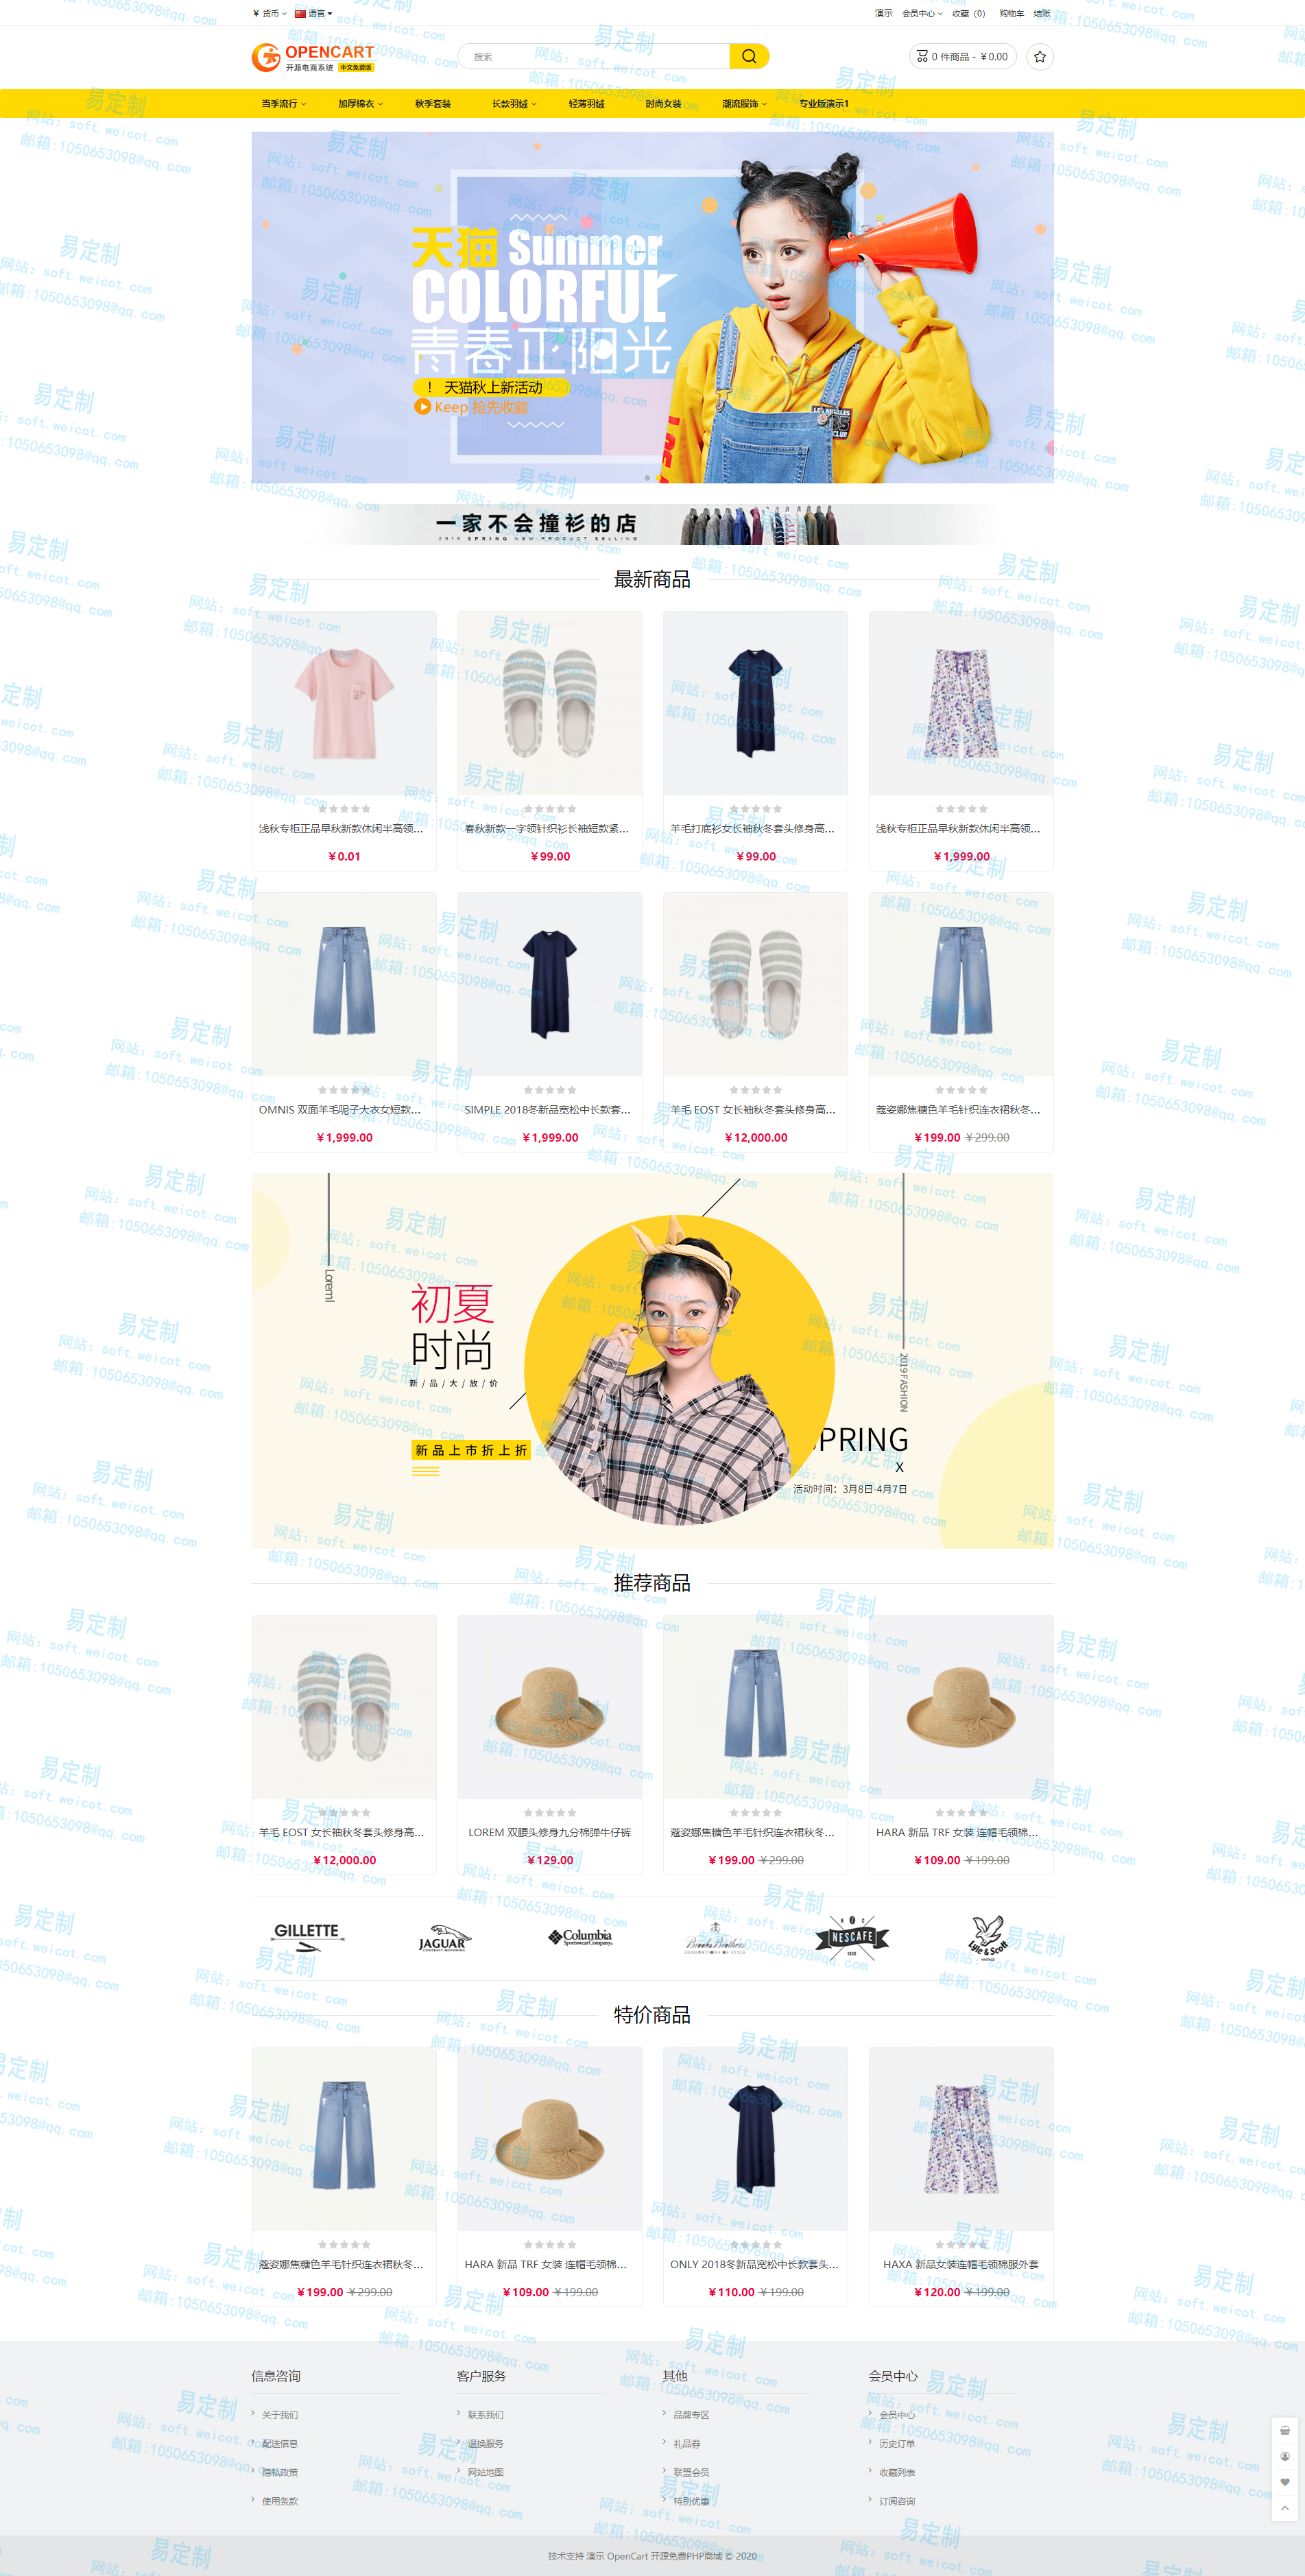 ¥ 货币 语言 演示 会员中心 收藏（0） 购物车 结账
OPENCART
开源电商系统 中文免费版
搜索
0 件商品 - ￥0.00
当季流行 加厚棉衣 秋季套装 长款羽绒 轻薄羽绒 时尚女装 潮流服饰 专业版演示1
天猫 Summer
COLORFUL
青春正阳光
！ 天猫秋上新活动
Keep 抢先收藏
一家不会撞衫的店
2019 SPRING NEW PRODUCT SELLING
最新商品
浅秋专柜正品早秋新款休闲半高领... 春秋新款一字领针织衫长袖短款紧... 羊毛打底衫女长袖秋冬套头修身高... 浅秋专柜正品早秋新款休闲半高领...
￥0.01 ￥99.00 ￥99.00 ￥1,999.00
OMNIS 双面羊毛呢子大衣女短款... SIMPLE 2018冬新品宽松中长款套... 羊毛 EOST 女长袖秋冬套头修身高... 蔻姿娜焦糖色羊毛针织连衣裙秋冬...
￥1,999.00 ￥1,999.00 ￥12,000.00 ￥199.00 ￥299.00
Loreml
初夏
时尚
新 / 品 / 大 / 放 / 价
新品上市折上折
2019 FASHION
SPRING
X
活动时间：3月8日-4月7日
推荐商品
羊毛 EOST 女长袖秋冬套头修身高... LOREM 双腰头修身九分棉弹牛仔裤 蔻姿娜焦糖色羊毛针织连衣裙秋冬... HARA 新品 TRF 女装 连帽毛领棉...
￥12,000.00 ￥129.00 ￥199.00 ￥299.00 ￥109.00 ￥199.00
GILLETTE JAGUAR Columbia Brooks Brothers NESCAFE Lyle & Scott
Sportswear Company GENERATIONS OF STYLE VINTAGE
特价商品
蔻姿娜焦糖色羊毛针织连衣裙秋冬... HARA 新品 TRF 女装 连帽毛领棉... ONLY 2018冬新品宽松中长款套头... HAXA 新品女装连帽毛领棉服外套
￥199.00 ￥299.00 ￥109.00 ￥199.00 ￥110.00 ￥199.00 ￥120.00 ￥199.00
信息咨询 客户服务 其他 会员中心
关于我们 联系我们 品牌专区 会员中心
配送信息 退换服务 礼品券 历史订单
隐私政策 网站地图 联盟会员 收藏列表
使用条款 特别优惠 订阅咨询
技术支持 演示 OpenCart 开源免费PHP商城 © 2020
易定制
网站：soft.weicot.com
邮箱:1050653098@qq.com